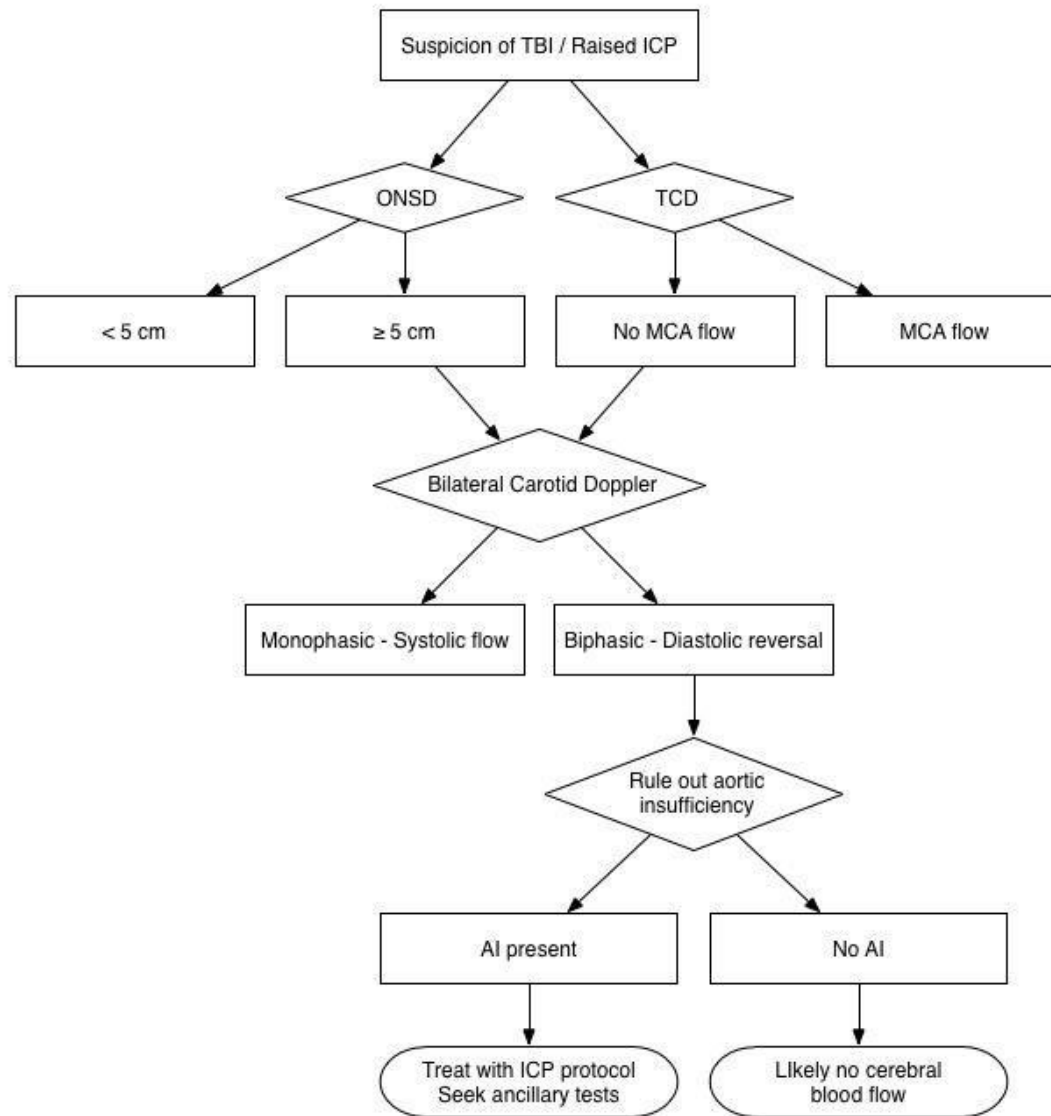 Suspicion of TBI / Raised ICP
ONSD
TCD
< 5 cm
≥ 5 cm
No MCA flow
MCA flow
Bilateral Carotid Doppler
Monophasic - Systolic flow
Biphasic - Diastolic reversal
Rule out aortic
insufficiency
AI present
No AI
Treat with ICP protocol
Seek ancillary tests
LIkely no cerebral
blood flow